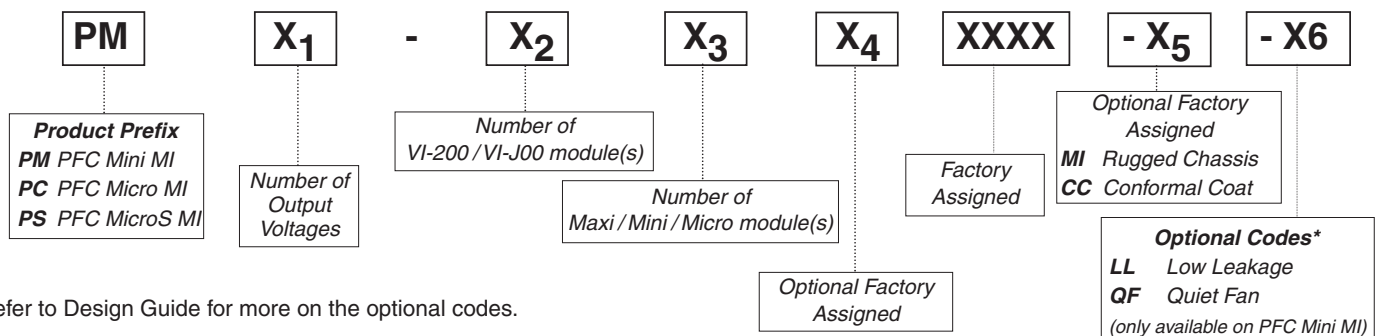 PM X1 - X2 X3 X4 XXXX - X5 - X6
Product Prefix
PM PFC Mini MI
PC PFC Micro MI
PS PFC MicroS MI
Number of
Output
Voltages
Number of
VI-200 / VI-J00 module(s)
Number of
Maxi / Mini / Micro module(s)
Optional Factory
Assigned
Factory
Assigned
Optional Factory
Assigned
MI Rugged Chassis
CC Conformal Coat
Optional Codes*
LL Low Leakage
QF Quiet Fan
(only available on PFC Mini MI)
efer to Design Guide for more on the optional codes.